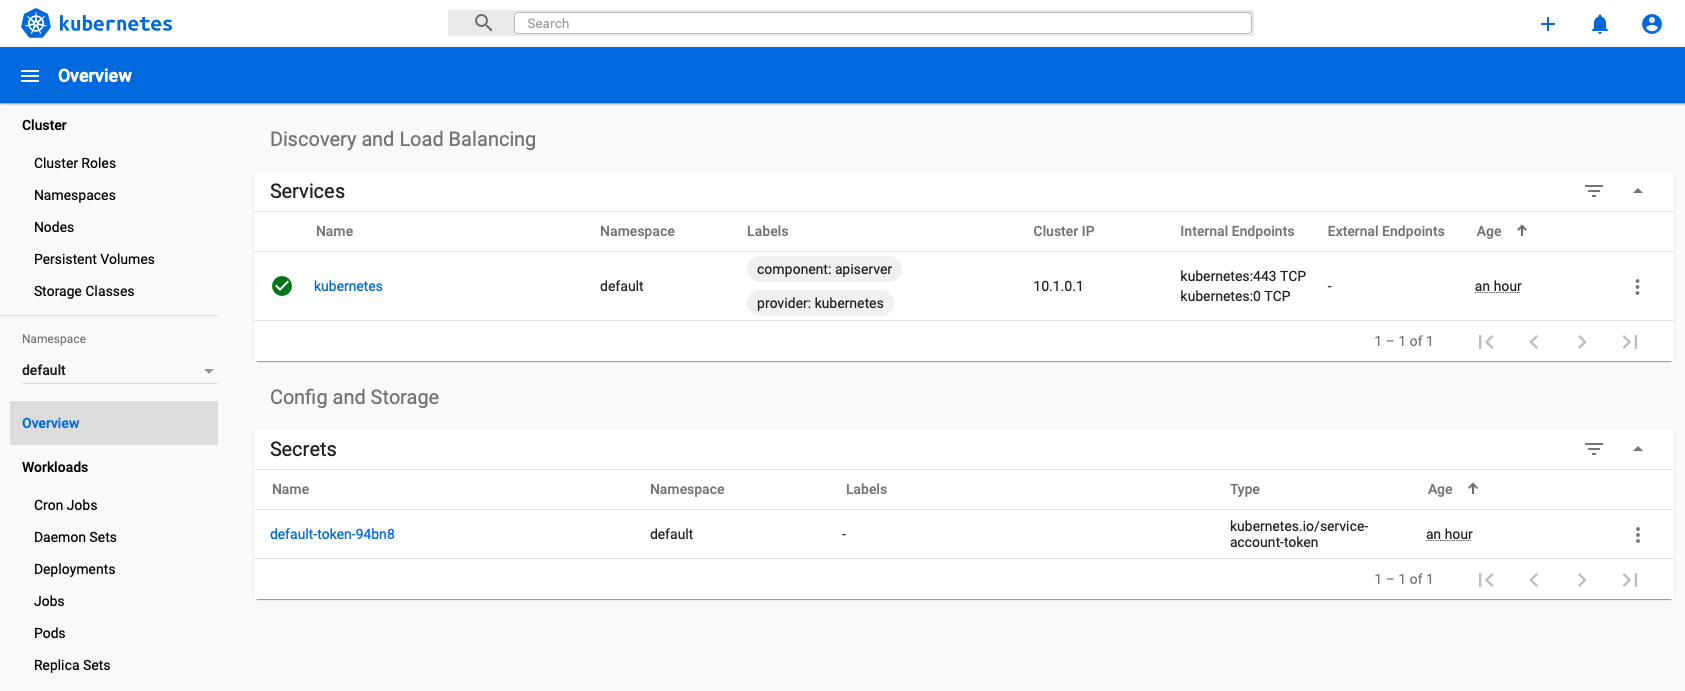 kubernetes
Search
Overview
Cluster
Cluster Roles
Namespaces
Nodes
Persistent Volumes
Storage Classes
Namespace
default
Overview
Workloads
Cron Jobs
Daemon Sets
Deployments
Jobs
Pods
Replica Sets
Discovery and Load Balancing
Services
Name Namespace Labels Cluster IP Internal Endpoints External Endpoints Age
kubernetes default component: apiserver provider: kubernetes 10.1.0.1 kubernetes:443 TCP kubernetes:0 TCP - an hour
1 – 1 of 1
Config and Storage
Secrets
Name Namespace Labels Type Age
default-token-94bn8 default - kubernetes.io/service-account-token an hour
1 – 1 of 1